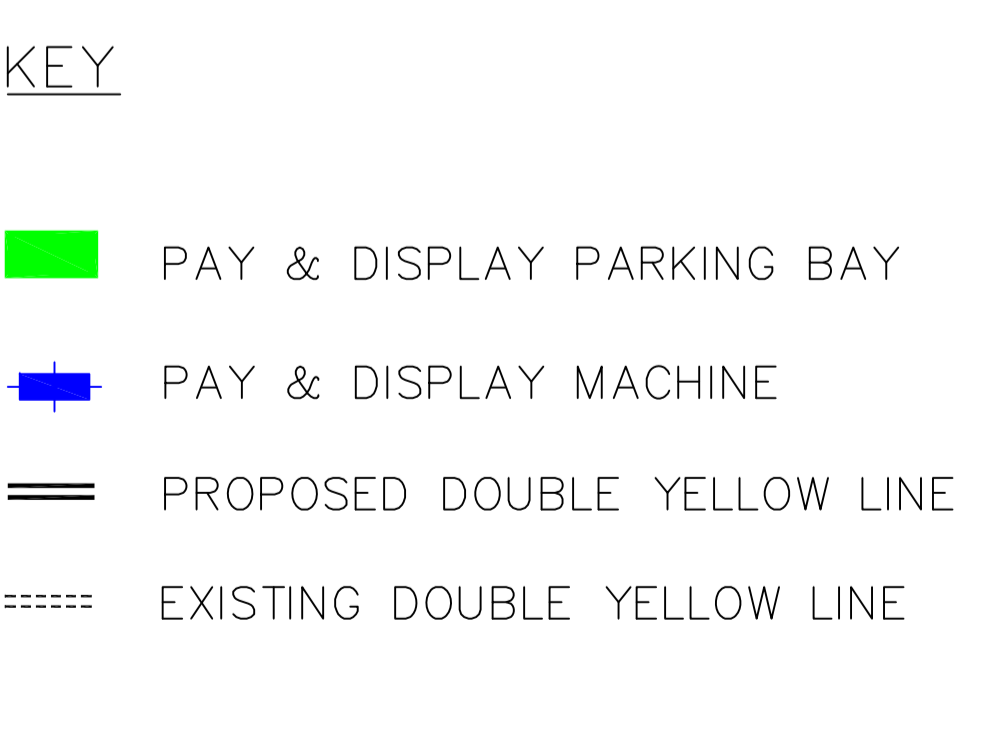 KEY
PAY & DISPLAY PARKING BAY
PAY & DISPLAY MACHINE
PROPOSED DOUBLE YELLOW LINE
EXISTING DOUBLE YELLOW LINE